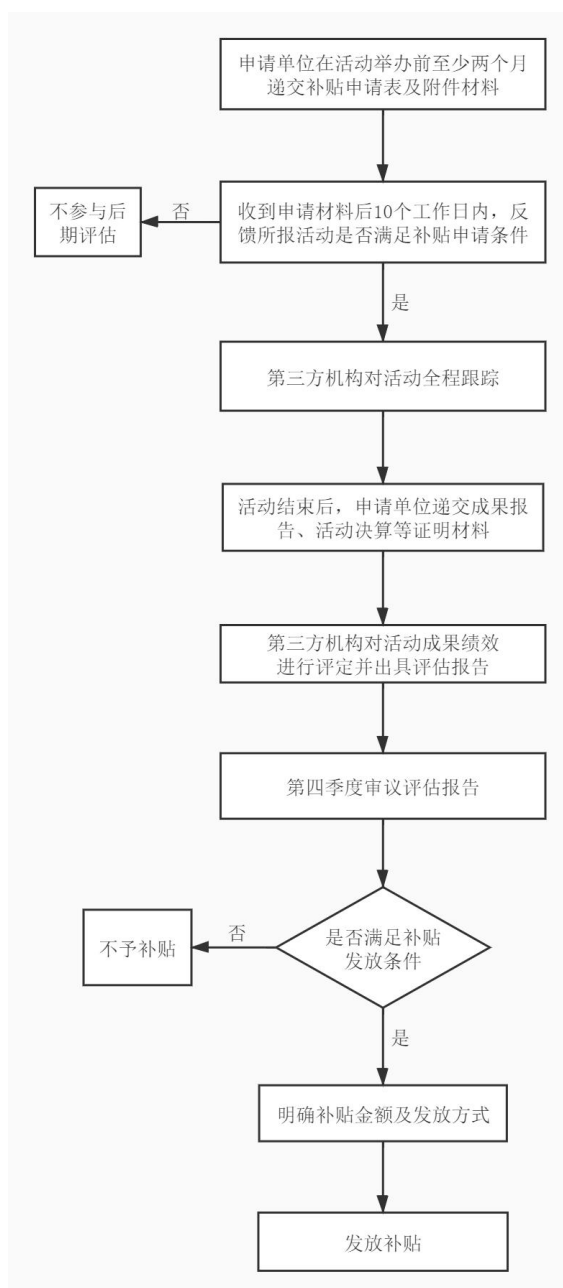 申请单位在活动举办前至少两个月
递交补贴申请表及附件材料
不参与后
期评估
否
收到申请材料后10个工作日内，反
馈所报活动是否满足补贴申请条件
是
第三方机构对活动全程跟踪
活动结束后，申请单位递交成果报
告、活动决算等证明材料
第三方机构对活动成果绩效
进行评定并出具评估报告
第四季度审议评估报告
是否满足补贴
发放条件
否
不予补贴
是
明确补贴金额及发放方式
发放补贴